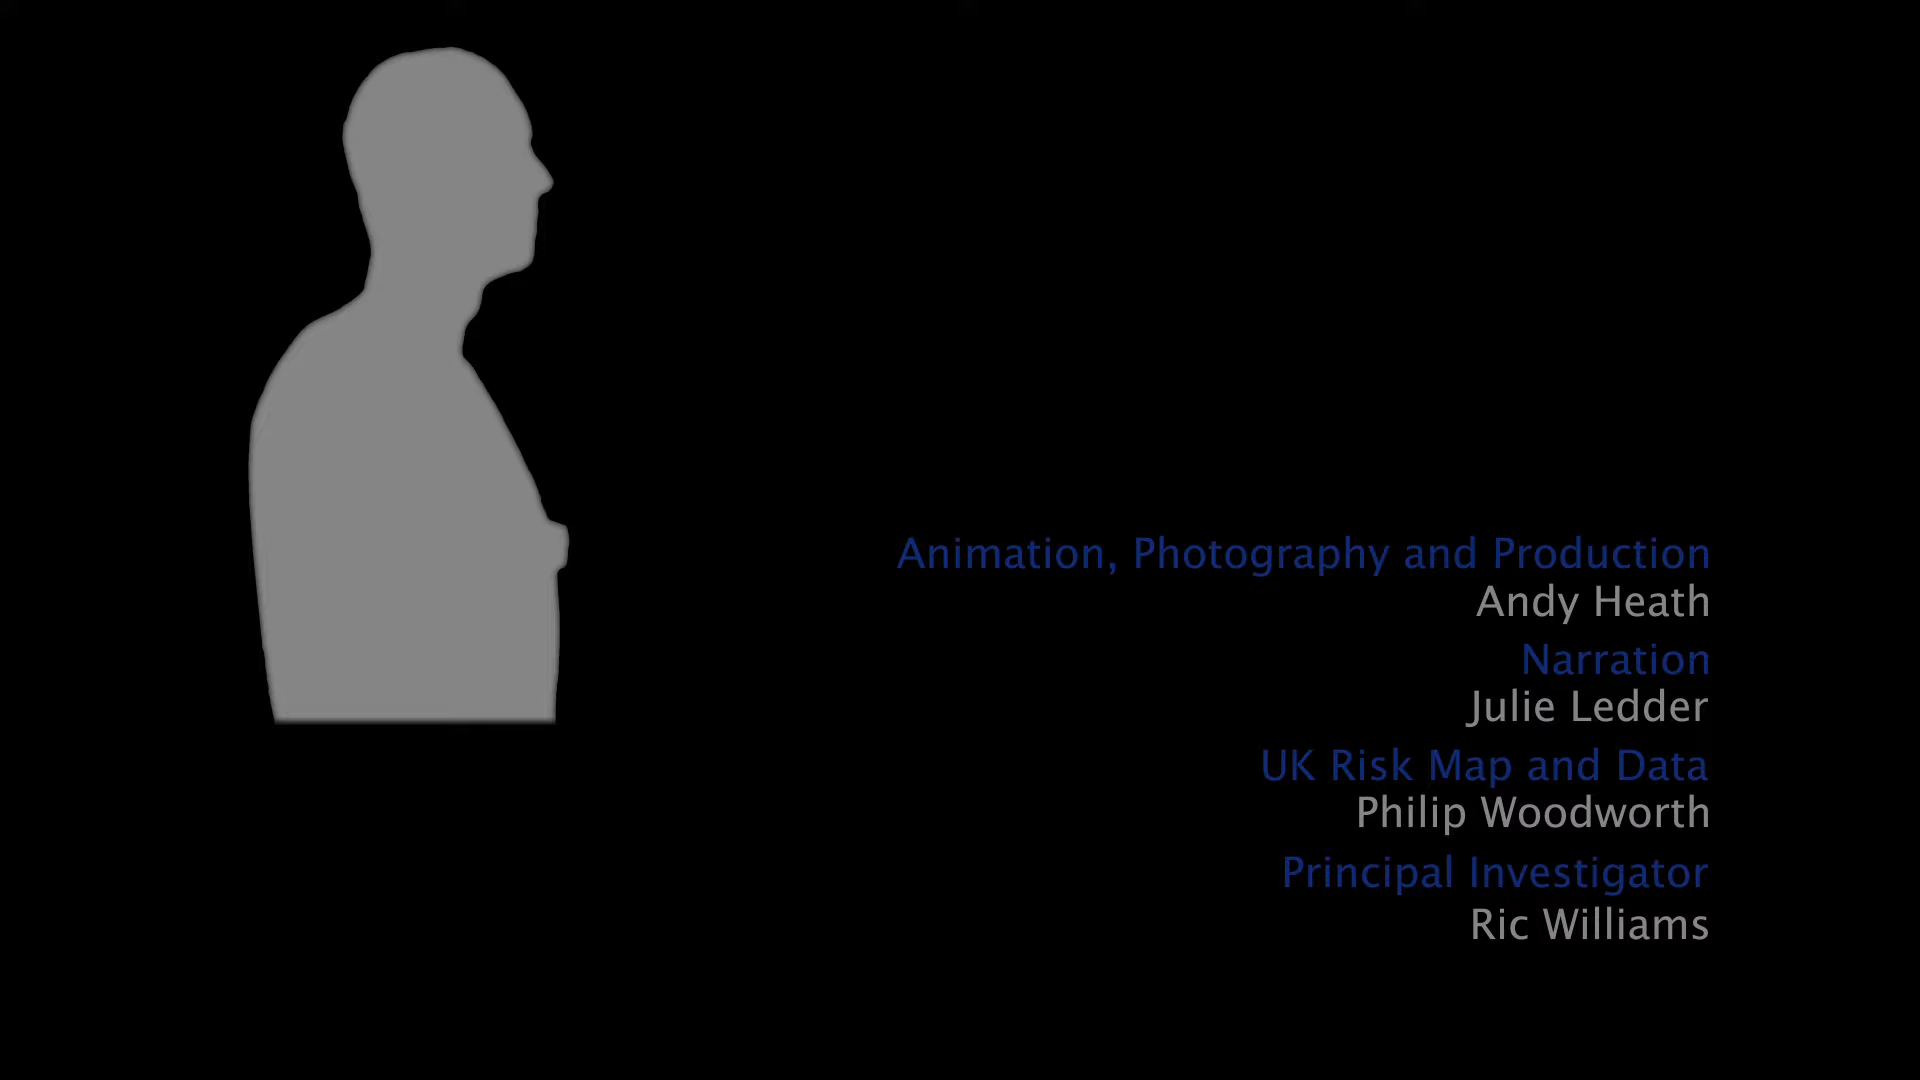 Animation, Photography and Production
Andy Heath
Narration
Julie Ledder
UK Risk Map and Data
Philip Woodworth
Principal Investigator
Ric Williams